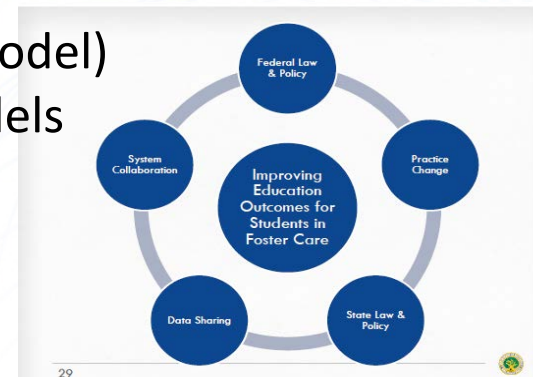 odel)
els
Federal Law
& Policy
System
Collaboration
Practice
Change
Improving
Education
Outcomes for
Students in
Foster Care
Data Sharing
State Law &
Policy
29